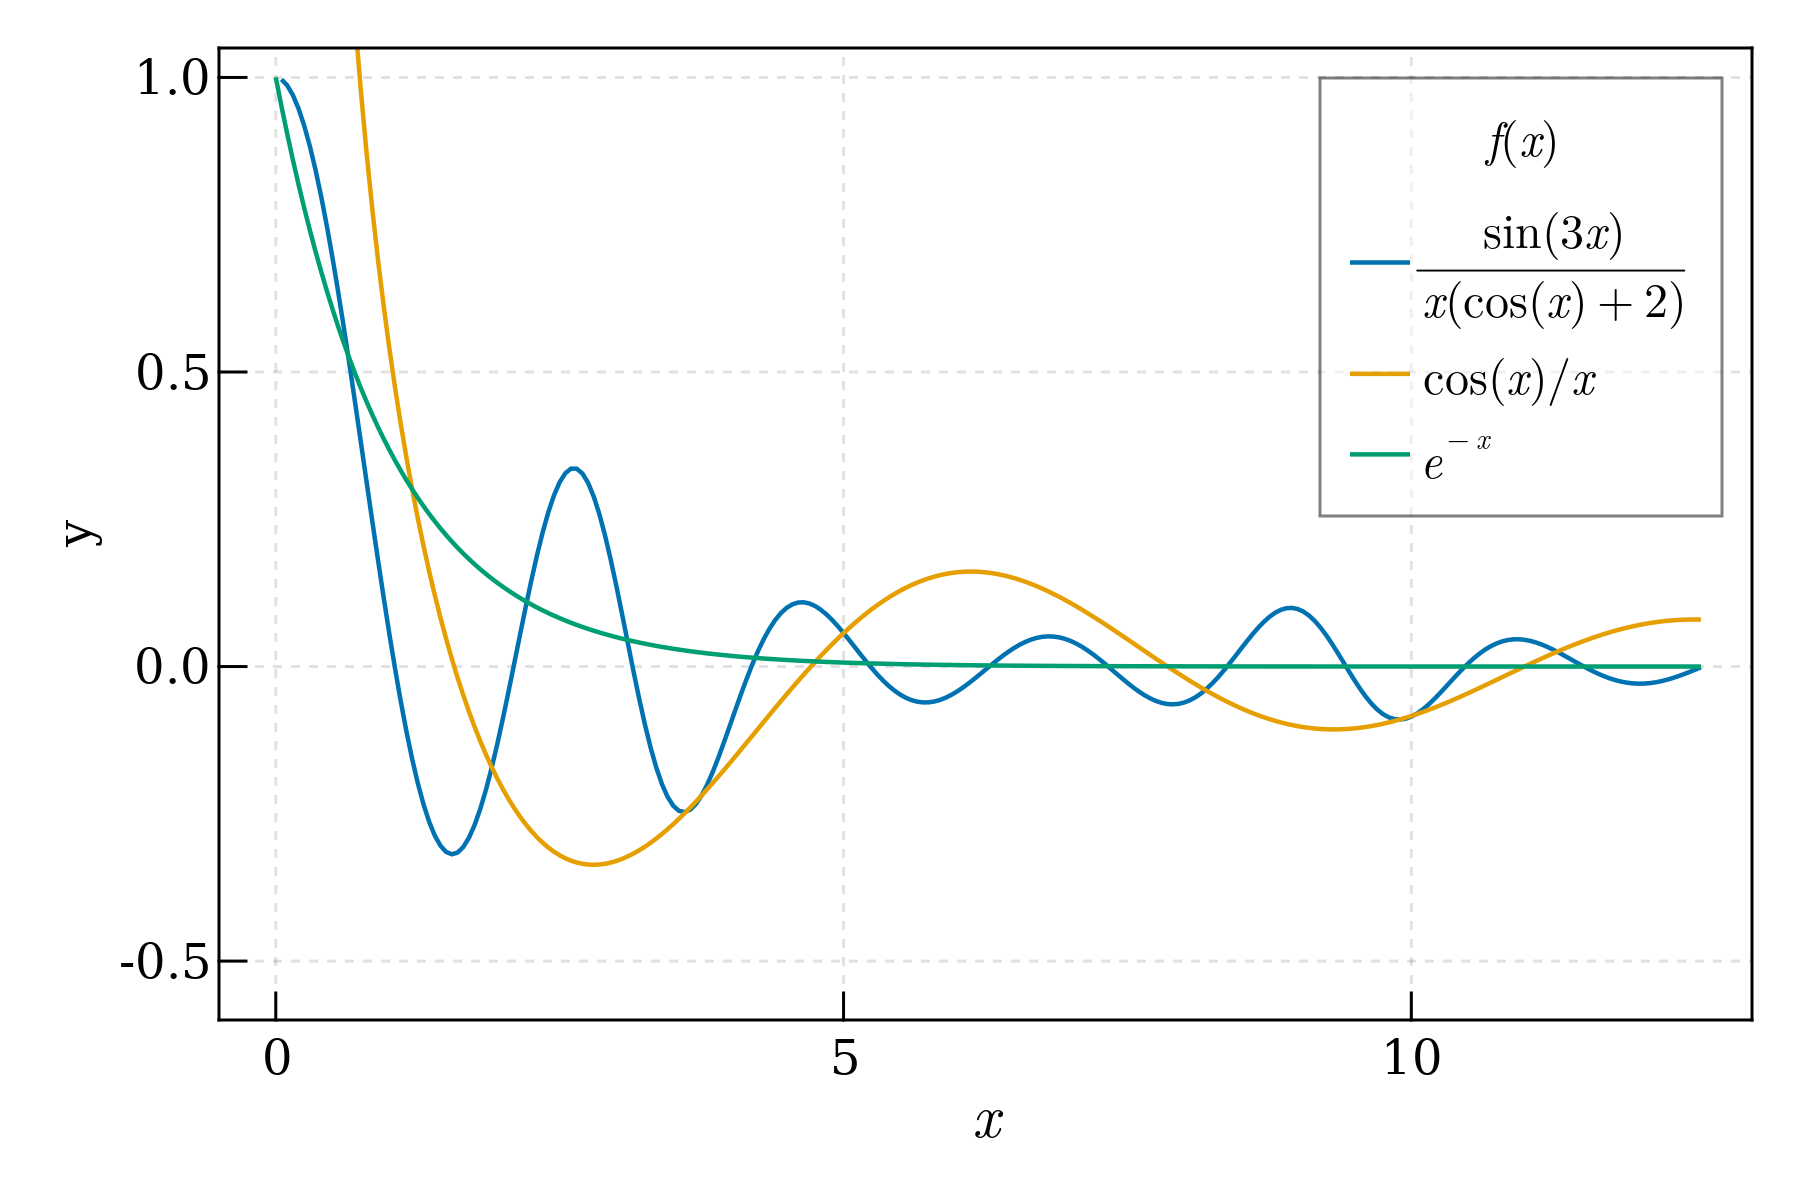 1.0
0.5
0.0
-0.5
y
0
5
10
x
f(x)
sin(3x)
x(cos(x) + 2)
cos(x)/x
e^{-x}